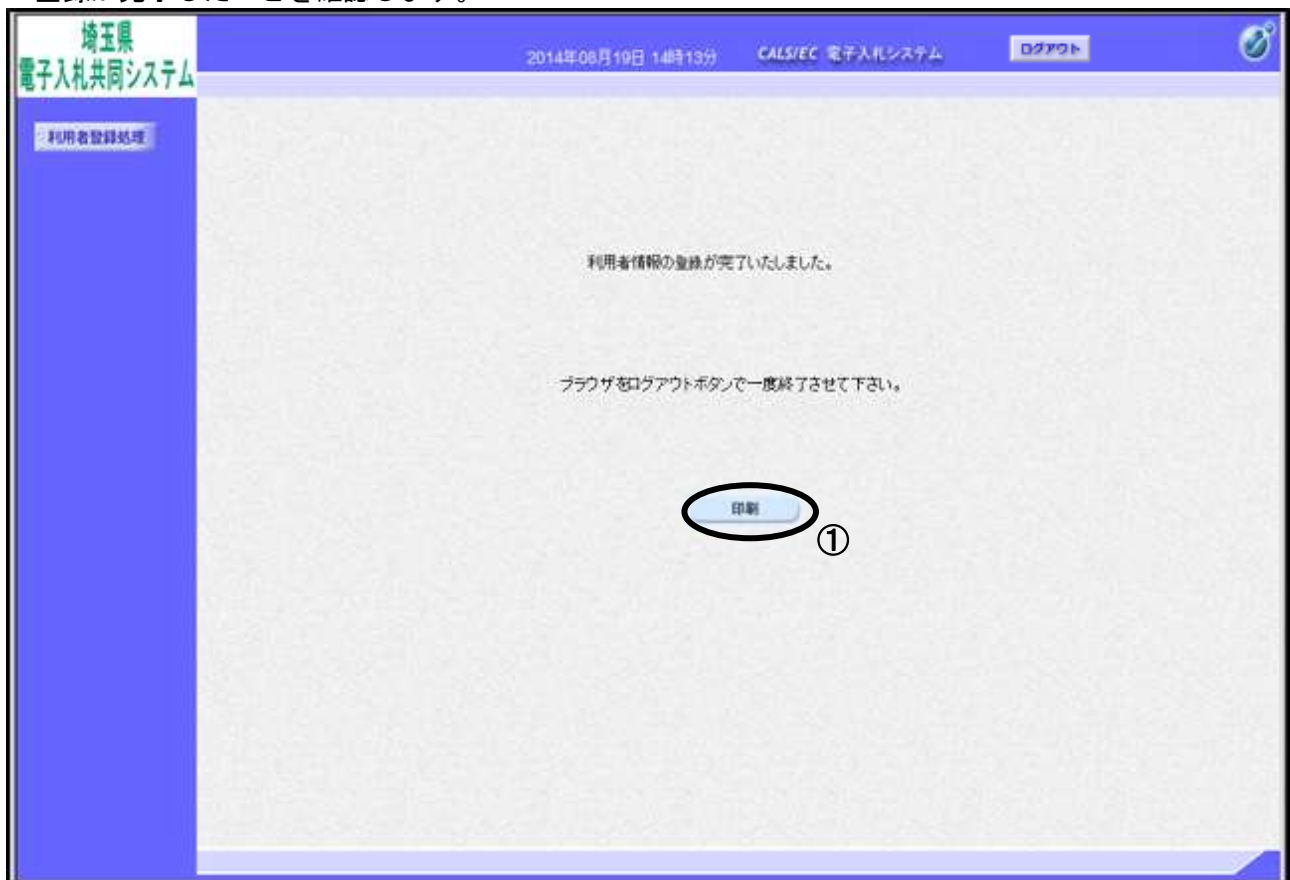 埼玉県
電子入札共同システム
2014年08月19日 14時13分
CALS/EC 電子入札システム
ログアウト
利用者登録処理
利用者情報の登録が完了いたしました。
ブラウザをログアウトボタンで一度終了させて下さい。
印刷
①